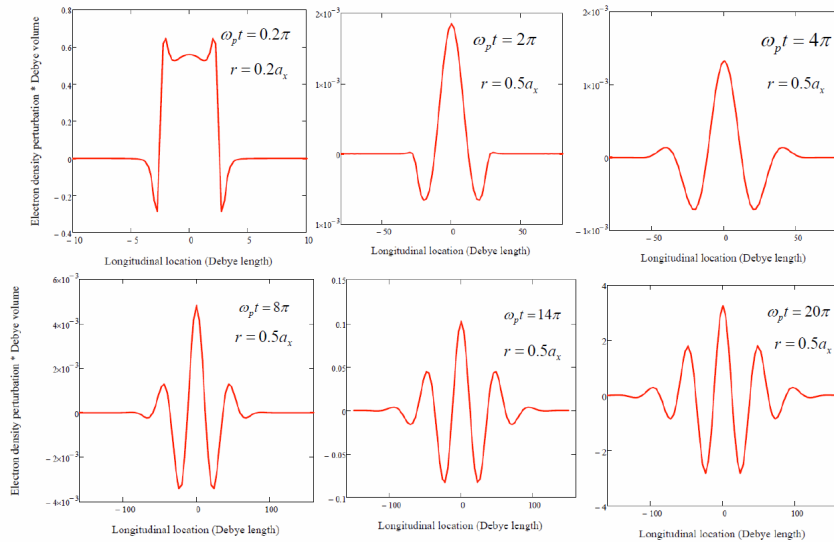 Electron density perturbation * Debye volume
0.8
0.6
0.4
0.2
0
− 0.2
− 0.4
− 10
− 5
0
5
10
ω_p t = 0.2π
r = 0.2a_x
Longitudinal location (Debye length)
2×10⁻³
1×10⁻³
0
1×10⁻³
− 50
0
50
ω_p t = 2π
r = 0.5a_x
Longitudinal location (Debye length)
2×10⁻³
1×10⁻³
0
− 1×10⁻³
− 50
0
50
ω_p t = 4π
r = 0.5a_x
Longitudinal location (Debye length)
Electron density perturbation * Debye volume
6×10⁻³
4×10⁻³
2×10⁻³
0
− 2×10⁻³
− 4×10⁻³
− 100
0
100
ω_p t = 8π
r = 0.5a_x
Longitudinal location (Debye length)
0.15
0.1
0.05
0
− 0.05
− 0.1
− 100
0
100
ω_p t = 14π
r = 0.5a_x
Longitudinal location (Debye length)
4
2
0
− 2
− 4
− 100
0
100
ω_p t = 20π
r = 0.5a_x
Longitudinal location (Debye length)